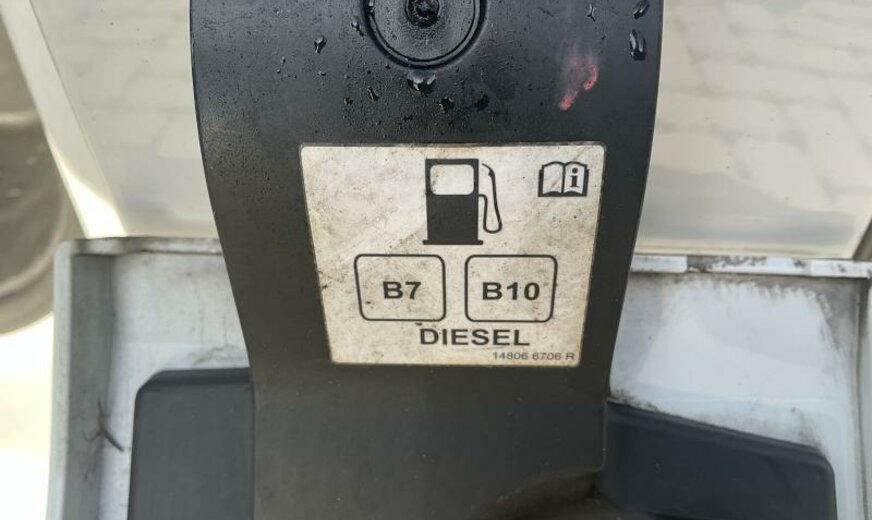 i
B7 B10
DIESEL
14806 6706 R